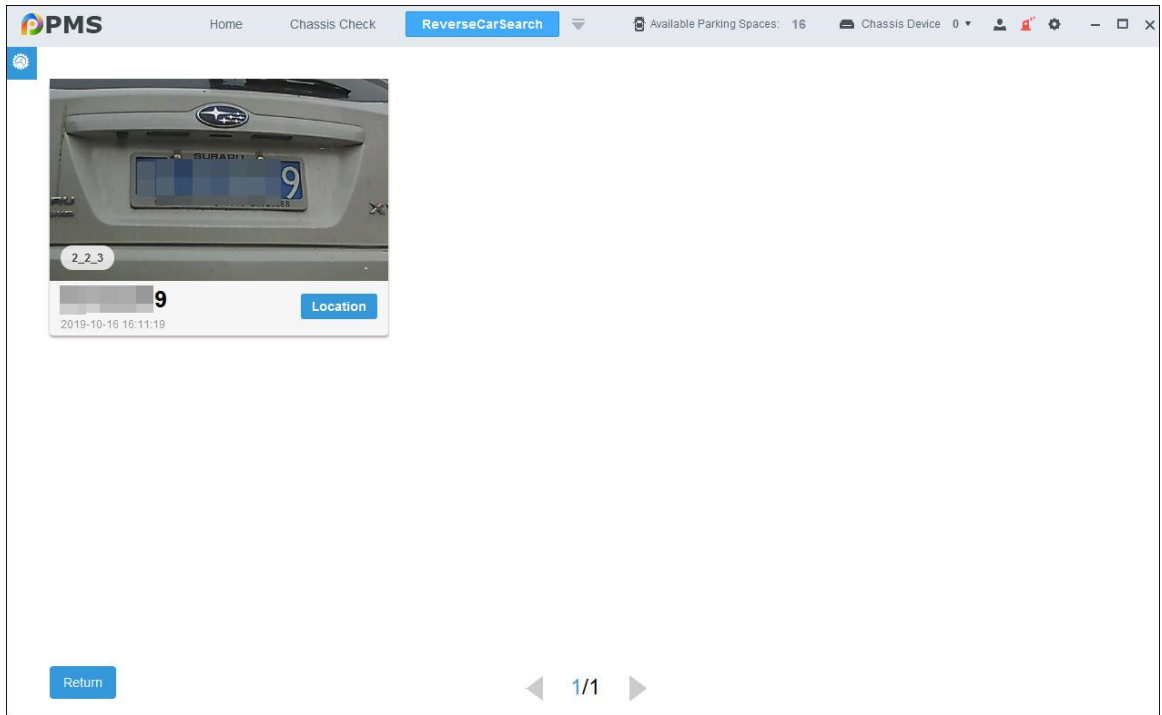 PMS Home Chassis Check ReverseCarSearch Available Parking Spaces: 16 Chassis Device 0
SUBARU
9
2_2_3
9
Location
2019-10-16 16:11:19
Return
1/1